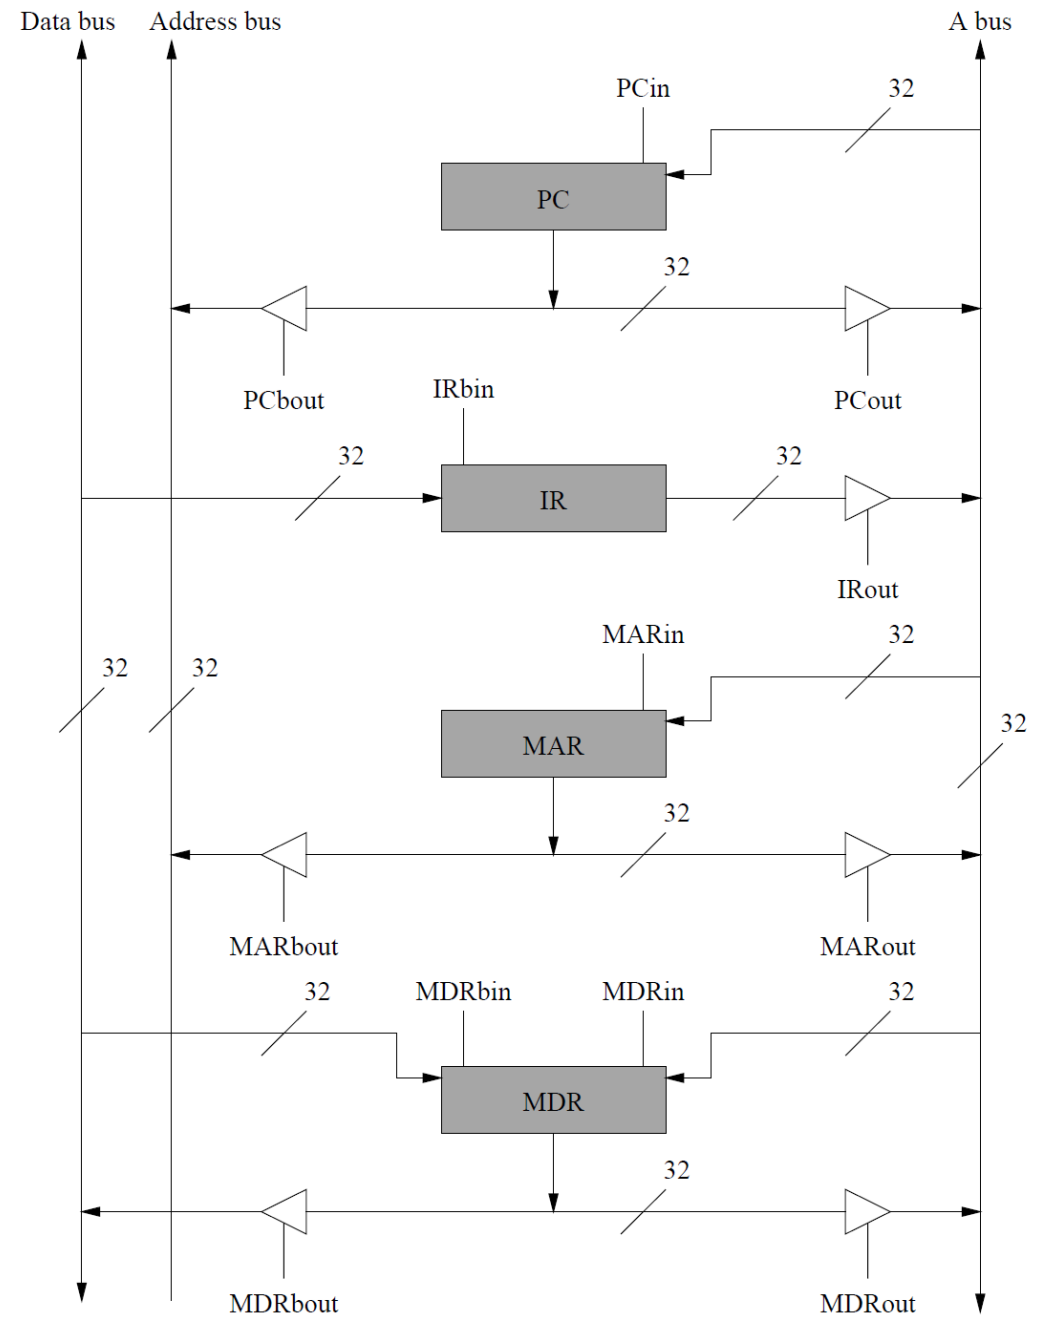 Data bus Address bus A bus
PCin 32
PC
32
PCbout PCout
IRbin
32 32
IR
IRout
MARin 32
32 32
32
MAR
32
MARbout MARout
32 MDRbin MDRin 32
MDR
32
MDRbout MDRout